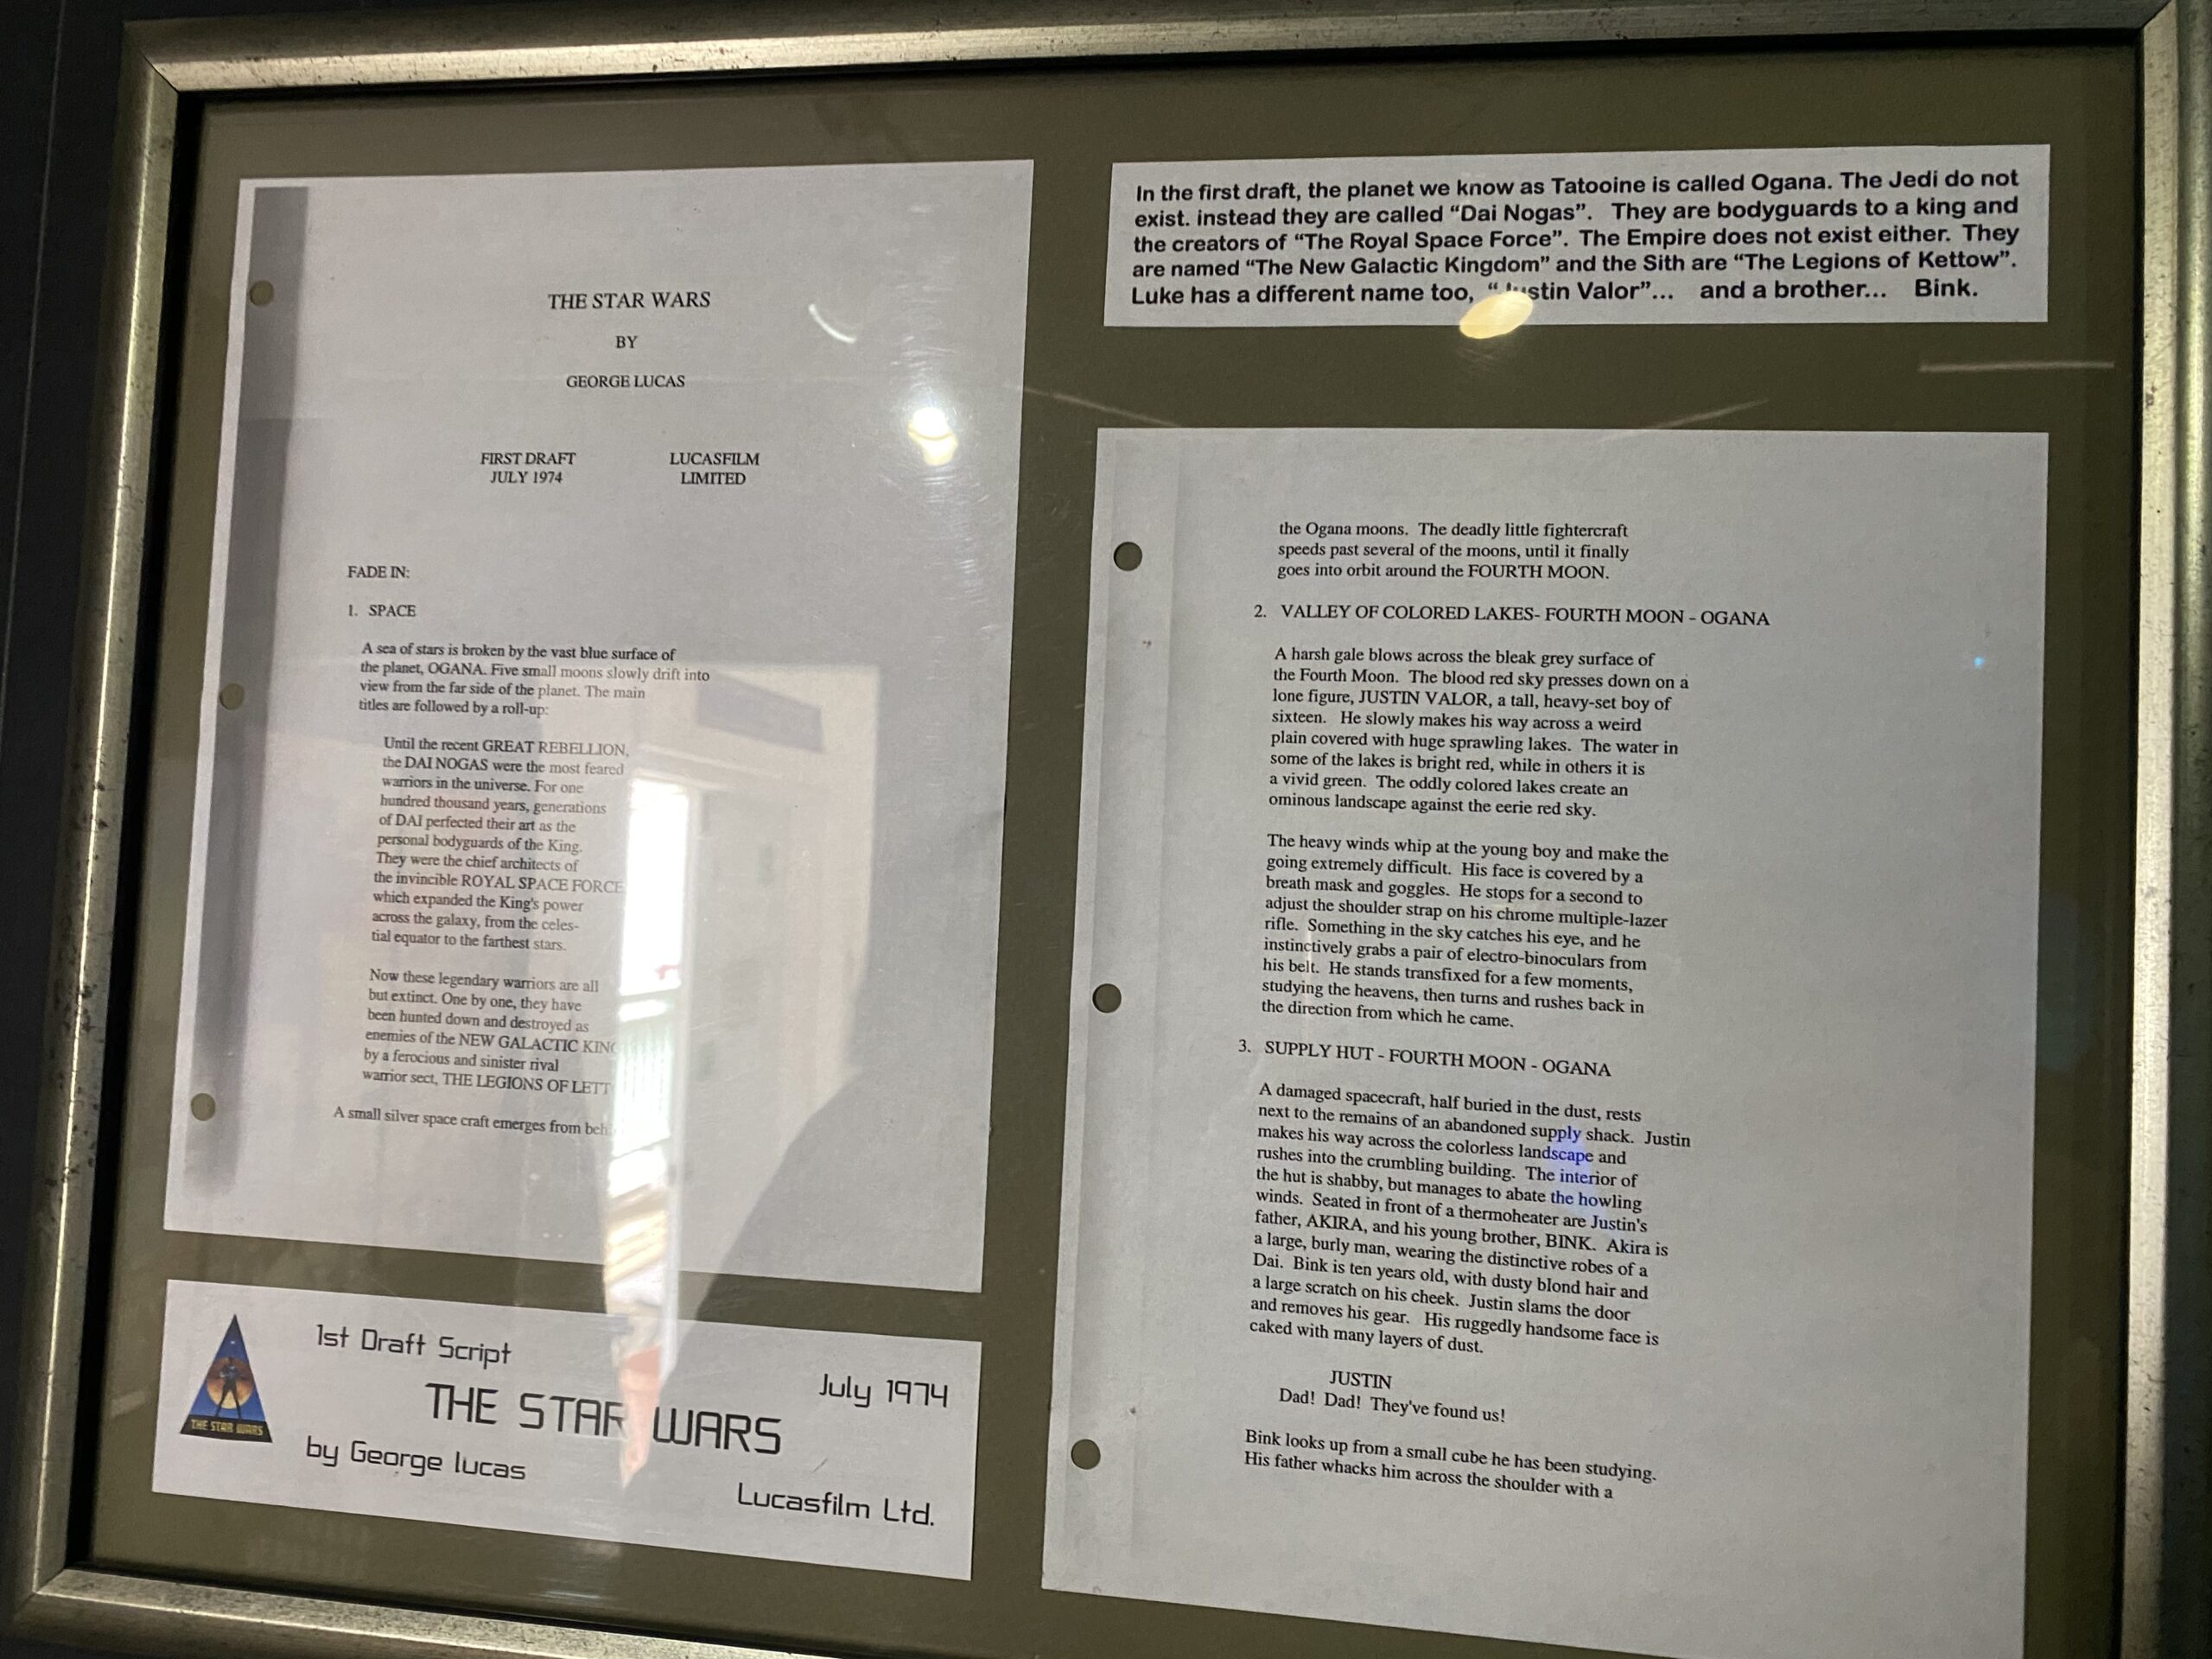 THE STAR WARS
BY
GEORGE LUCAS
FIRST DRAFT LUCASFILM
JULY 1974 LIMITED
FADE IN:
1. SPACE
A sea of stars is broken by the vast blue surface of
the planet, OGANA. Five small moons slowly drift into
view from the far side of the planet. The main
titles are followed by a roll-up:
Until the recent GREAT REBELLION,
the DAI NOGAS were the most feared
warriors in the universe. For one
hundred thousand years, generations
of DAI perfected their art as the
personal bodyguards of the King.
They were the chief architects of
the invincible ROYAL SPACE FORCE
which expanded the King's power
across the galaxy, from the celes-
tial equator to the farthest stars.
Now these legendary warriors are all
but extinct. One by one, they have
been hunted down and destroyed as
enemies of the NEW GALACTIC
by a ferocious and sinister rival
warrior sect, THE LEGIONS OF
A small silver space craft emerges from
1st Draft Script
July 1974
THE STAR WARS
THE STAR WARS
by George lucas
Lucasfilm Ltd.
In the first draft, the planet we know as Tatooine is called Ogana. The Jedi do not
exist. instead they are called “Dai Nogas”. They are bodyguards to a king and
the creators of “The Royal Space Force”. The Empire does not exist either. They
are named “The New Galactic Kingdom” and the Sith are “The Legions of Kettow”.
Luke has a different name too, “Justin Valor”... and a brother... Bink.
the Ogana moons. The deadly little fightercraft
speeds past several of the moons, until it finally
goes into orbit around the FOURTH MOON.
2. VALLEY OF COLORED LAKES- FOURTH MOON - OGANA
A harsh gale blows across the bleak grey surface of
the Fourth Moon. The blood red sky presses down on a
lone figure, JUSTIN VALOR, a tall, heavy-set boy of
sixteen. He slowly makes his way across a weird
plain covered with huge sprawling lakes. The water in
some of the lakes is bright red, while in others it is
a vivid green. The oddly colored lakes create an
ominous landscape against the eerie red sky.
The heavy winds whip at the young boy and make the
going extremely difficult. His face is covered by a
breath mask and goggles. He stops for a second to
adjust the shoulder strap on his chrome multiple-lazer
rifle. Something in the sky catches his eye, and he
instinctively grabs a pair of electro-binoculars from
his belt. He stands transfixed for a few moments,
studying the heavens, then turns and rushes back in
the direction from which he came.
3. SUPPLY HUT - FOURTH MOON - OGANA
A damaged spacecraft, half buried in the dust, rests
next to the remains of an abandoned supply shack. Justin
makes his way across the colorless landscape and
rushes into the crumbling building. The interior of
the hut is shabby, but manages to abate the howling
winds. Seated in front of a thermoheater are Justin's
father, AKIRA, and his young brother, BINK. Akira is
a large, burly man, wearing the distinctive robes of a
Dai. Bink is ten years old, with dusty blond hair and
a large scratch on his cheek. Justin slams the door
and removes his gear. His ruggedly handsome face is
caked with many layers of dust.
JUSTIN
Dad! Dad! They've found us!
Bink looks up from a small cube he has been studying.
His father whacks him across the shoulder with a